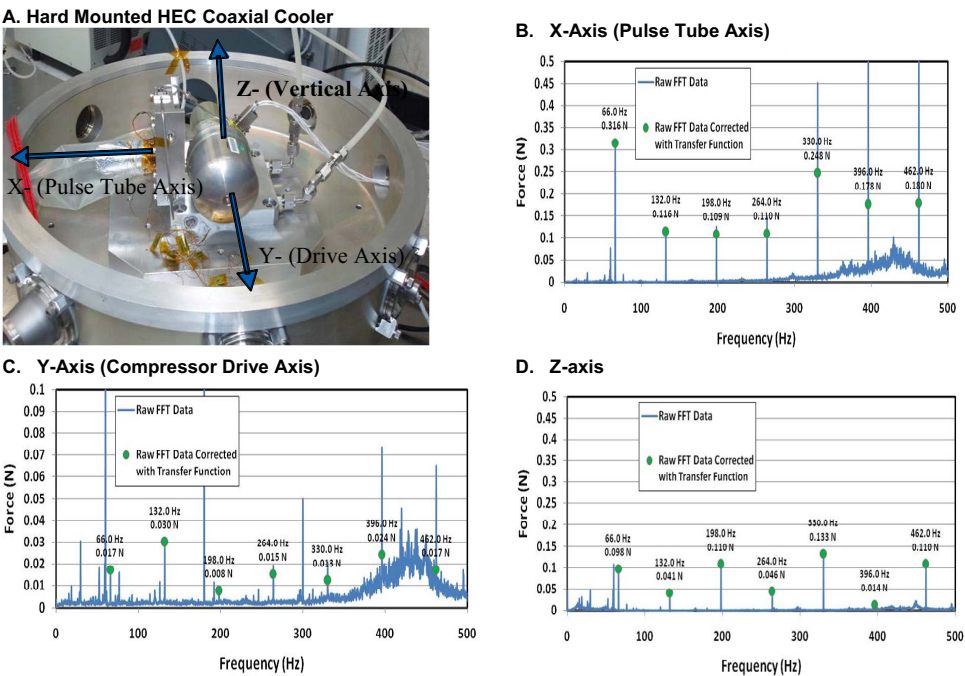 A. Hard Mounted HEC Coaxial Cooler
Z- (Vertical Axis)
X- (Pulse Tube Axis)
Y- (Drive Axis)
B. X-Axis (Pulse Tube Axis)
Force (N)
0.5
0.45
0.4
0.35
0.3
0.25
0.2
0.15
0.1
0.05
0
Raw FFT Data
Raw FFT Data Corrected
with Transfer Function
66.0 Hz
0.316 N
132.0 Hz
0.116 N
198.0 Hz
0.109 N
264.0 Hz
0.110 N
330.0 Hz
0.248 N
396.0 Hz
0.178 N
462.0 Hz
0.180 N
0 100 200 300 400 500
Frequency (Hz)
C. Y-Axis (Compressor Drive Axis)
Force (N)
0.1
0.09
0.08
0.07
0.06
0.05
0.04
0.03
0.02
0.01
0
Raw FFT Data
Raw FFT Data Corrected
with Transfer Function
66.0 Hz
0.017 N
132.0 Hz
0.030 N
198.0 Hz
0.008 N
264.0 Hz
0.015 N
330.0 Hz
0.013 N
396.0 Hz
0.024 N
462.0 Hz
0.017 N
0 100 200 300 400 500
Frequency (Hz)
D. Z-axis
Force (N)
0.5
0.45
0.4
0.35
0.3
0.25
0.2
0.15
0.1
0.05
0
Raw FFT Data
Raw FFT Data Corrected
with Transfer Function
66.0 Hz
0.098 N
132.0 Hz
0.041 N
198.0 Hz
0.110 N
264.0 Hz
0.046 N
330.0 Hz
0.133 N
396.0 Hz
0.014 N
462.0 Hz
0.110 N
0 100 200 300 400 500
Frequency (Hz)